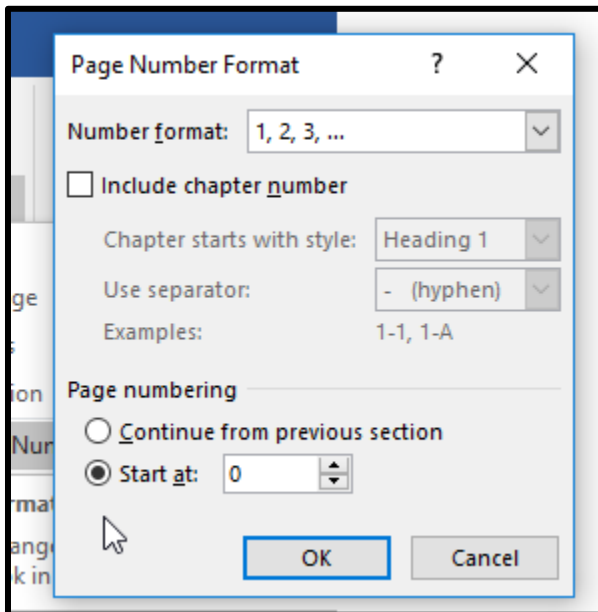 Page Number Format ?
Number format: 1, 2, 3, ...
Include chapter number
Chapter starts with style: Heading 1
Use separator: - (hyphen)
Examples: 1-1, 1-A
Page numbering
Continue from previous section
Start at: 0
OK Cancel